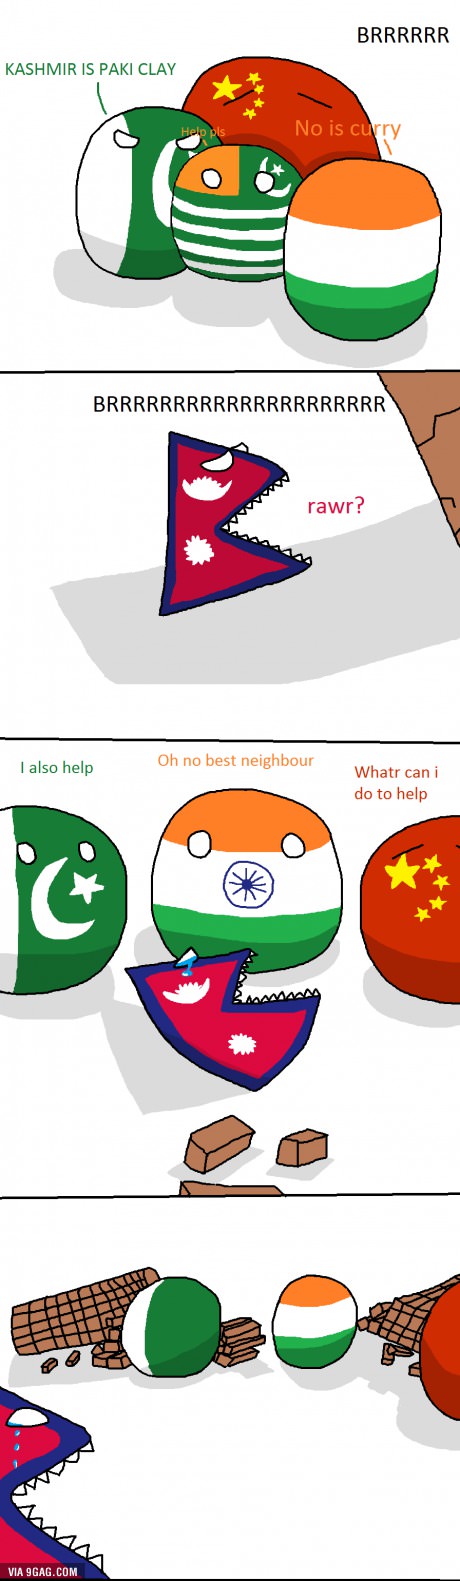 BRRRRRR
KASHMIR IS PAKI CLAY
Help pls
No is curry
BRRRRRRRRRRRRRRRRRRRRRR
rawr?
I also help
Oh no best neighbour
Whatr can i
do to help
VIA 9GAG.COM